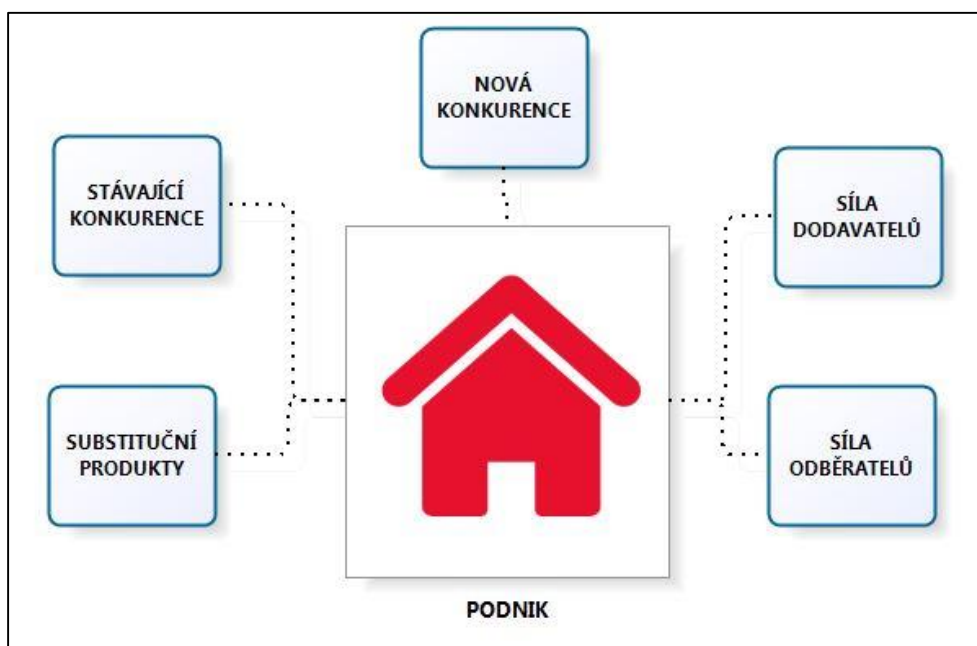 NOVÁ
KONKURENCE
STÁVAJÍCÍ
KONKURENCE
SÍLA
DODAVATELŮ
SUBSTITUČNÍ
PRODUKTY
SÍLA
ODBĚRATELŮ
PODNIK